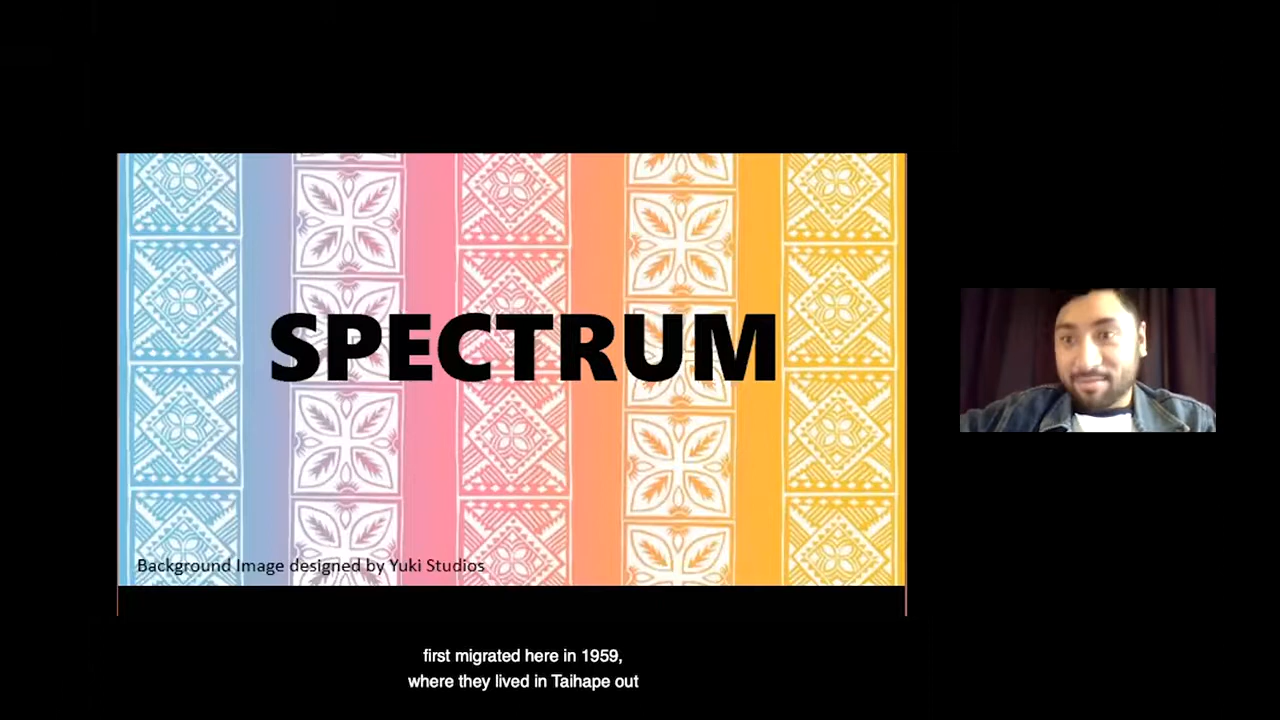 SPECTRUM
Background Image designed by Yuki Studios
first migrated here in 1959,
where they lived in Taihape out